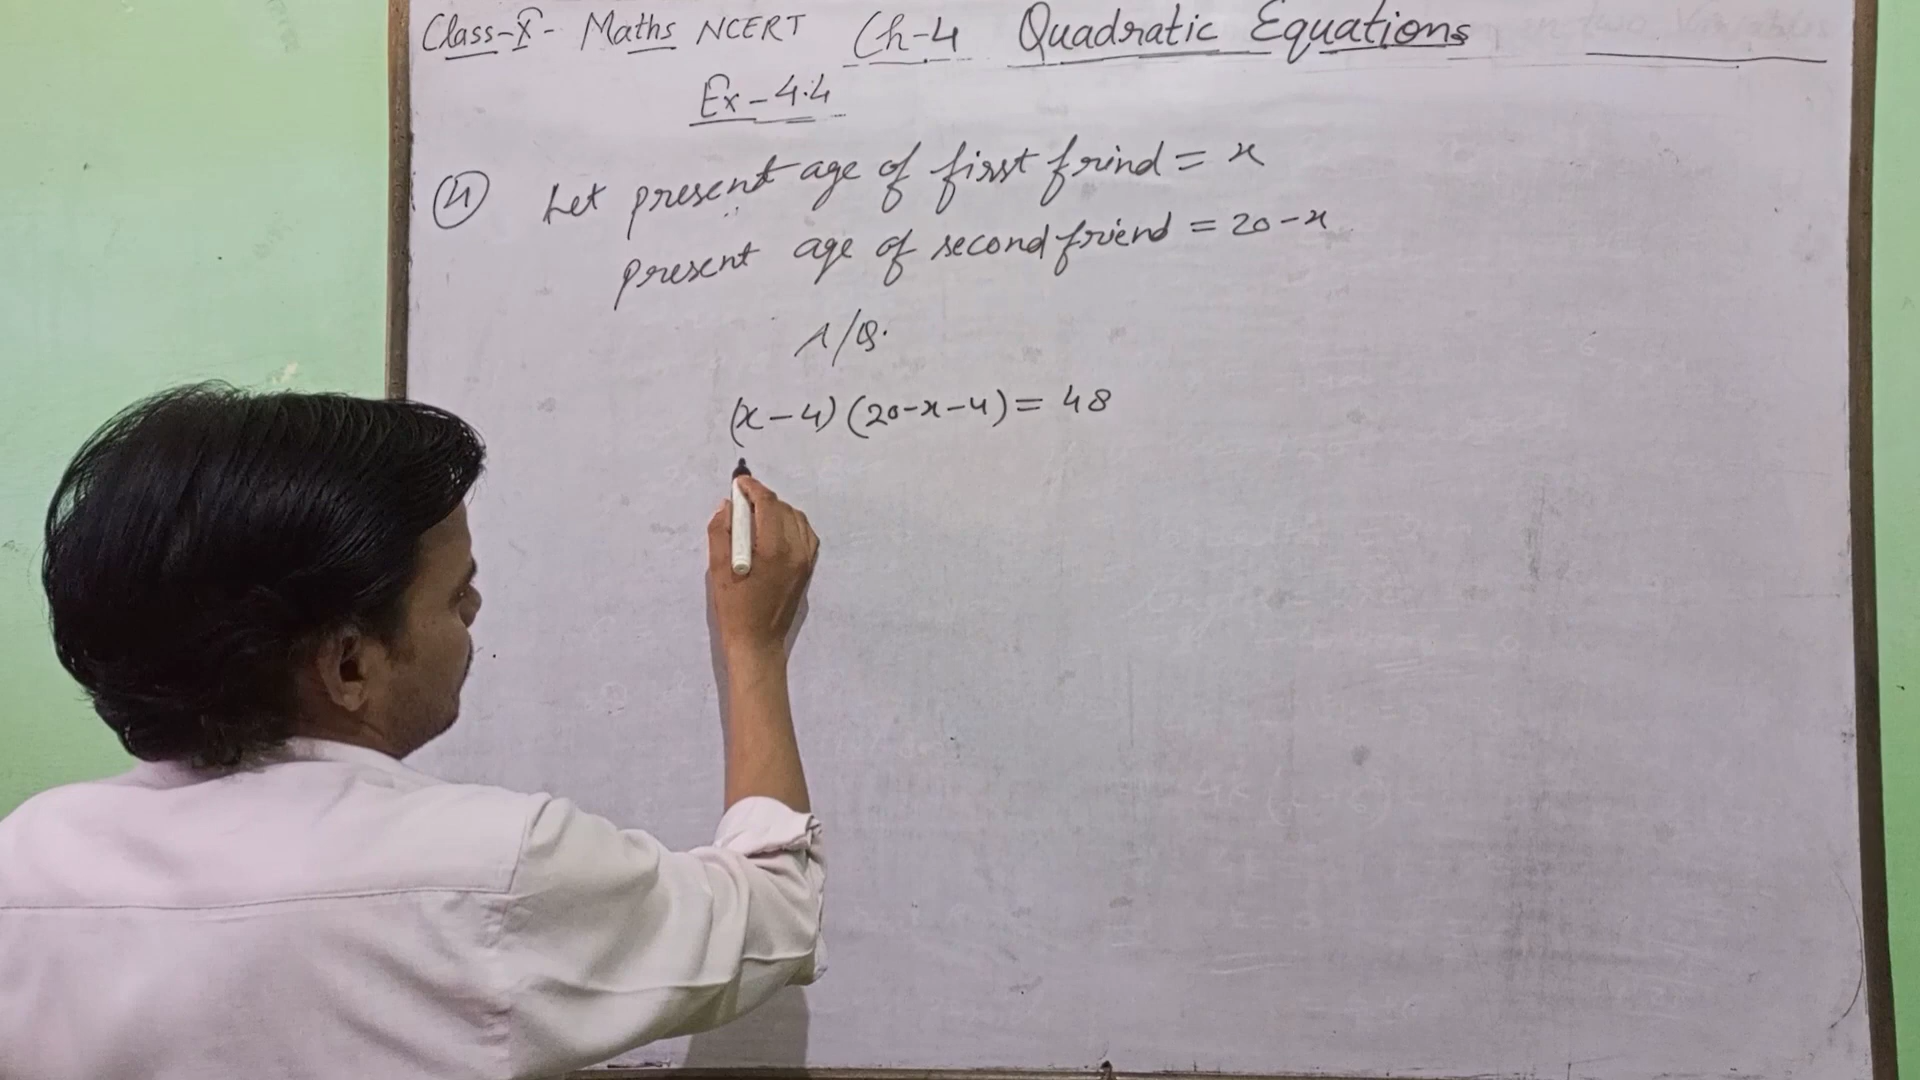 Class-X- Maths NCERT Ch-4 Quadratic Equations
Ex-4.4
④ Let present age of first frind = x
present age of second friend = 20-x
A/Q.
(x-4)(20-x-4) = 48